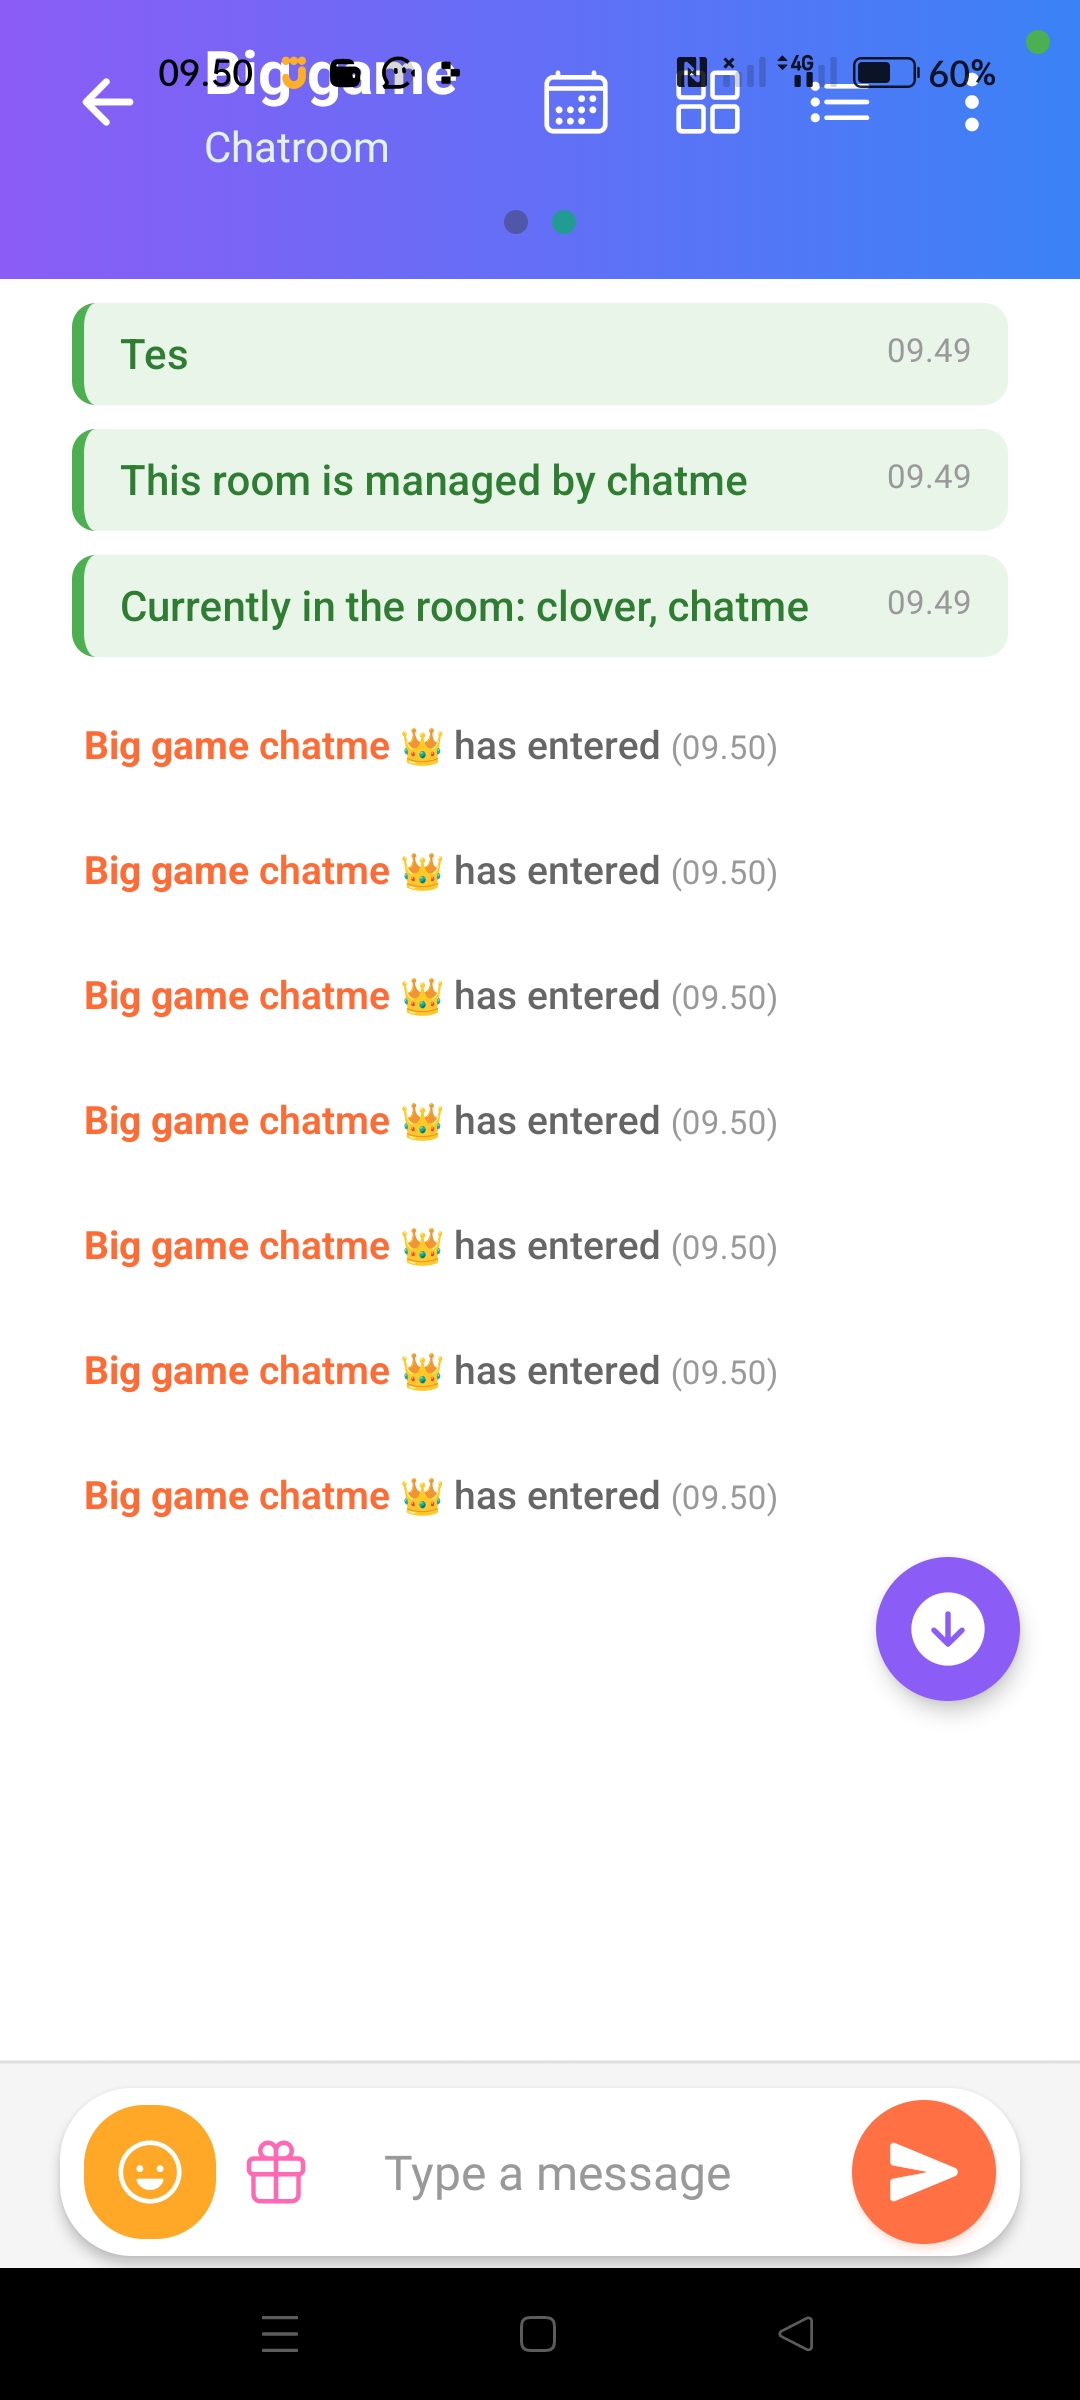 09.50 4G 60%
Big game
Chatroom
Tes 09.49
This room is managed by chatme 09.49
Currently in the room: clover, chatme 09.49
Big game chatme 👑 has entered (09.50)
Big game chatme 👑 has entered (09.50)
Big game chatme 👑 has entered (09.50)
Big game chatme 👑 has entered (09.50)
Big game chatme 👑 has entered (09.50)
Big game chatme 👑 has entered (09.50)
Big game chatme 👑 has entered (09.50)
Type a message